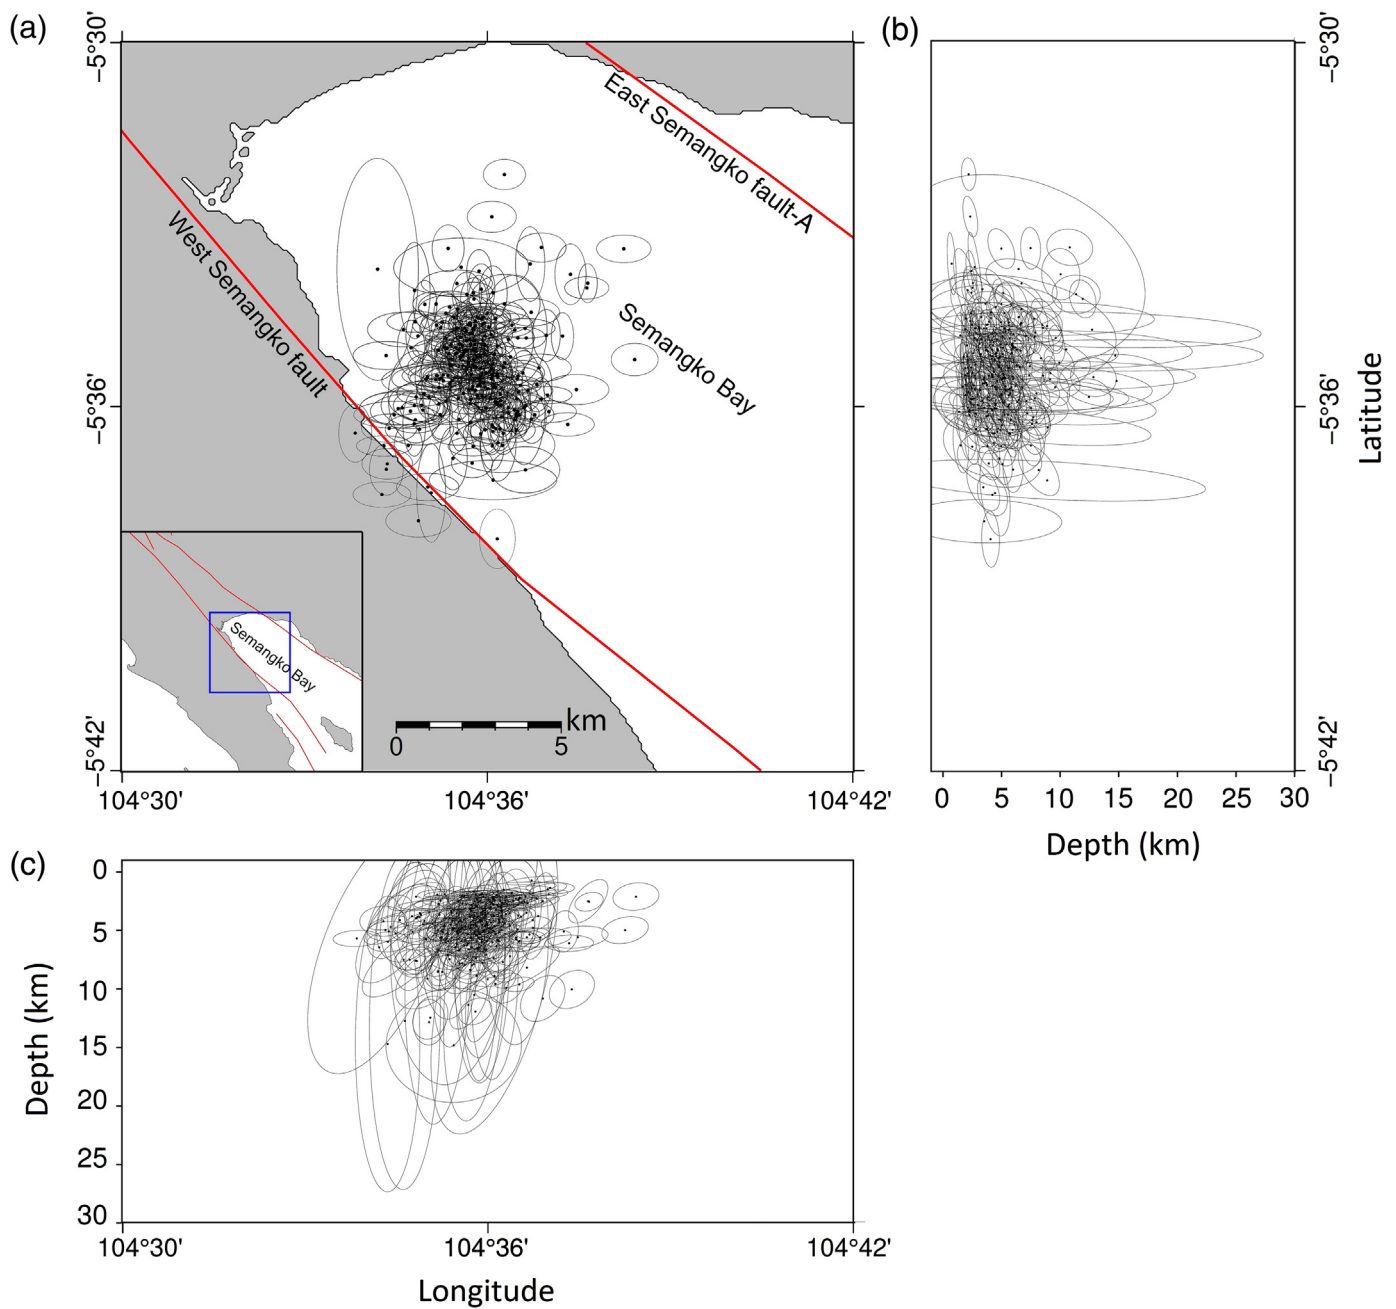 (a)
−5°30'
−5°36'
−5°42'
East Semangko fault-A
West Semangko fault
Semangko Bay
Semangko Bay
km
0 5
104°30' 104°36' 104°42'
(b)
−5°30'
−5°36'
−5°42'
Latitude
0 5 10 15 20 25 30
Depth (km)
(c)
0
5
10
15
20
25
30
Depth (km)
104°30' 104°36' 104°42'
Longitude